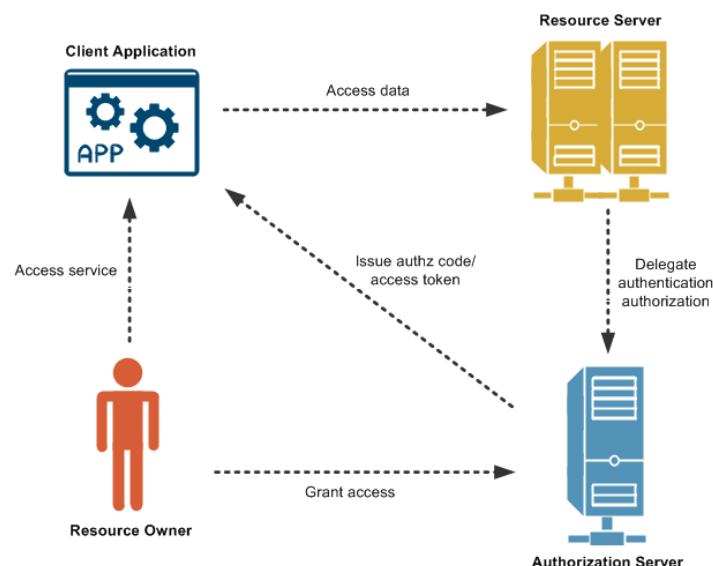 Resource Server
Client Application
Access data
APP
Issue authz code/
access token
Access service
Delegate
authentication
authorization
Grant access
Resource Owner
Authorization Server